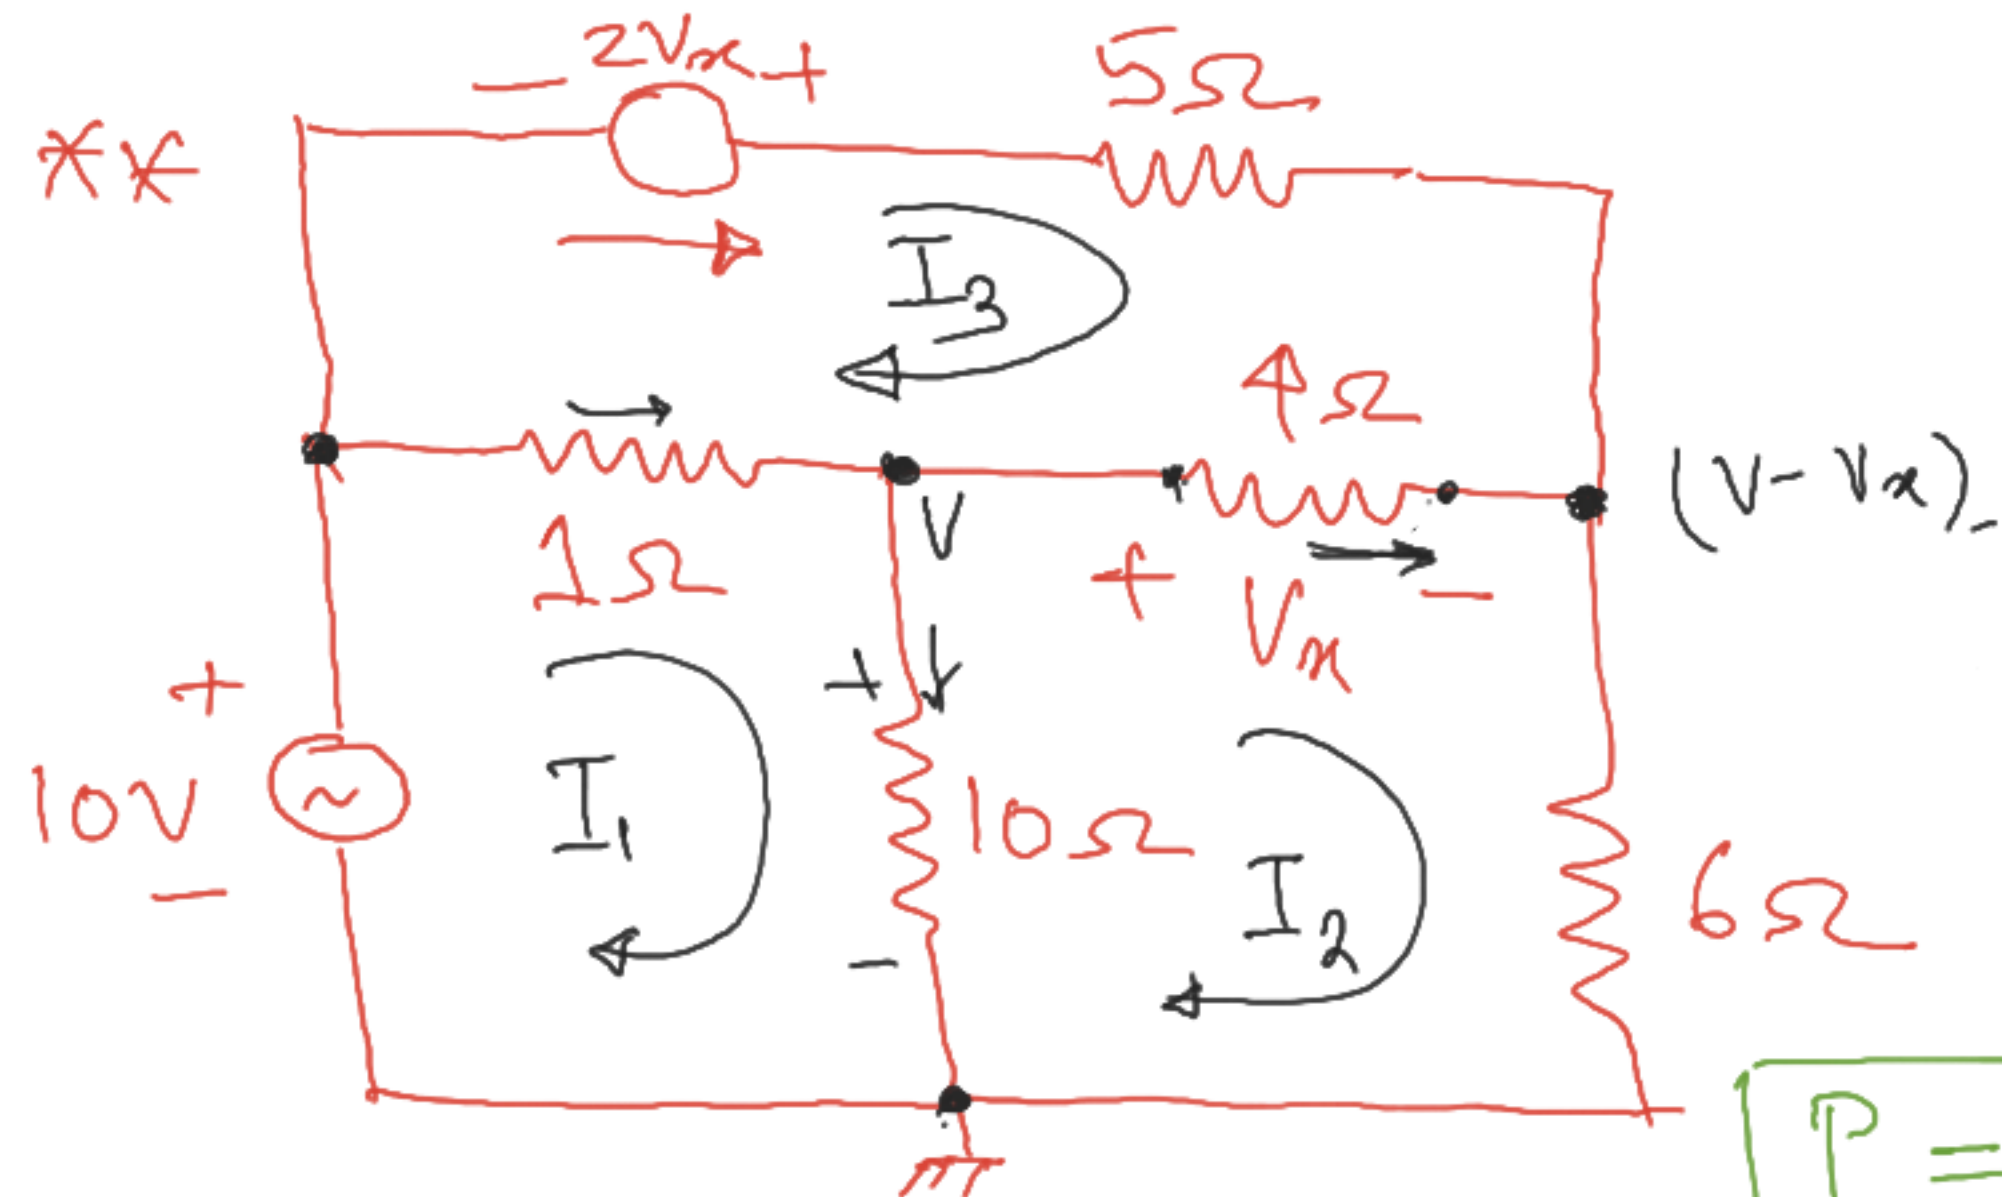 − 2Vx +
5Ω
**
I3
4Ω
(V − Vx)
V
1Ω
+ Vx −
+
+
10V
I1
10Ω
I2
6Ω
−
−
P =